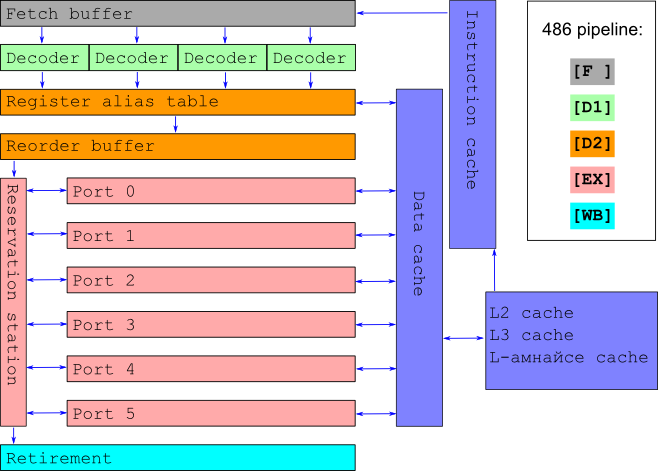 Fetch buffer
Decoder Decoder Decoder Decoder
Register alias table
Reorder buffer
Reservation station
Port 0
Port 1
Port 2
Port 3
Port 4
Port 5
Retirement
Data cache
Instruction cache
L2 cache
L3 cache
L-амнайсе cache
486 pipeline:
[F ]
[D1]
[D2]
[EX]
[WB]